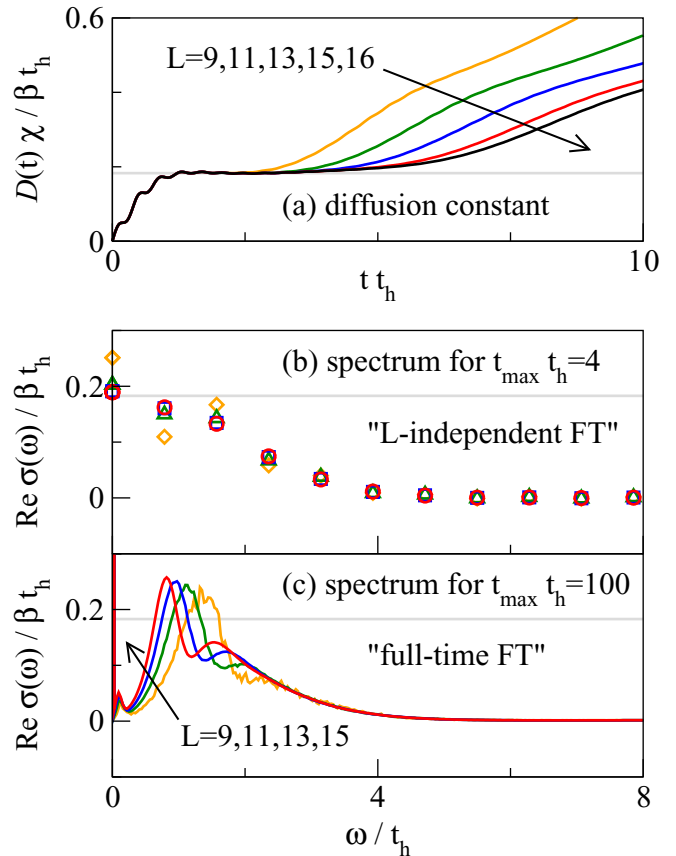 0.6
L=9,11,13,15,16
D(t) χ / β t_h
(a) diffusion constant
0
0
10
t t_h
(b) spectrum for t_max t_h=4
0.2
"L-independent FT"
Re σ(ω) / β t_h
0
(c) spectrum for t_max t_h=100
0.2
"full-time FT"
Re σ(ω) / β t_h
0
L=9,11,13,15
0
4
8
ω / t_h